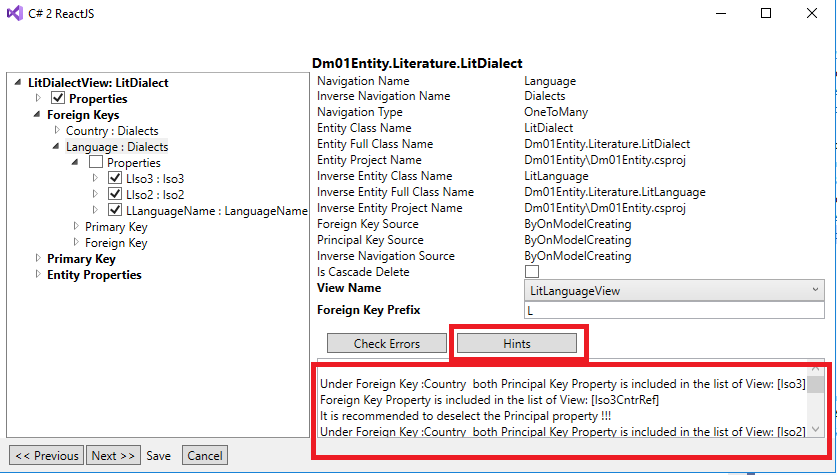 C# 2 ReactJS
Dm01Entity.Literature.LitDialect
LitDialectView: LitDialect
Properties
Foreign Keys
Country : Dialects
Language : Dialects
Properties
LIso3 : Iso3
LIso2 : Iso2
LLanguageName : LanguageName
Primary Key
Foreign Key
Primary Key
Entity Properties
Navigation Name Language
Inverse Navigation Name Dialects
Navigation Type OneToMany
Entity Class Name LitDialect
Entity Full Class Name Dm01Entity.Literature.LitDialect
Entity Project Name Dm01Entity\Dm01Entity.csproj
Inverse Entity Class Name LitLanguage
Inverse Entity Full Class Name Dm01Entity.Literature.LitLanguage
Inverse Entity Project Name Dm01Entity\Dm01Entity.csproj
Foreign Key Source ByOnModelCreating
Principal Key Source ByOnModelCreating
Inverse Navigation Source ByOnModelCreating
Is Cascade Delete
View Name LitLanguageView
Foreign Key Prefix L
Check Errors Hints
Under Foreign Key :Country  both Principal Key Property is included in the list of View: [Iso3]
Foreign Key Property is included in the list of View: [Iso3CntrRef]
It is recommended to deselect the Principal property !!!
Under Foreign Key :Country  both Principal Key Property is included in the list of View: [Iso2]
<< Previous Next >> Save Cancel